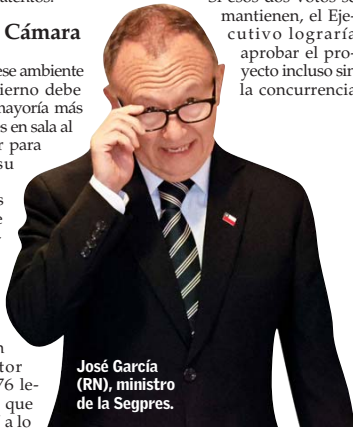 Cámara
ese ambiente
ierno debe
mayoría más
s en sala al
r para
su
s
e
n
tor
76 le-
que
a lo
si esos dos votos se
mantienen, el Eje-
cutivo lograría
aprobar el pro-
yecto incluso sin
la concurrencia
José García
(RN), ministro
de la Segpres.